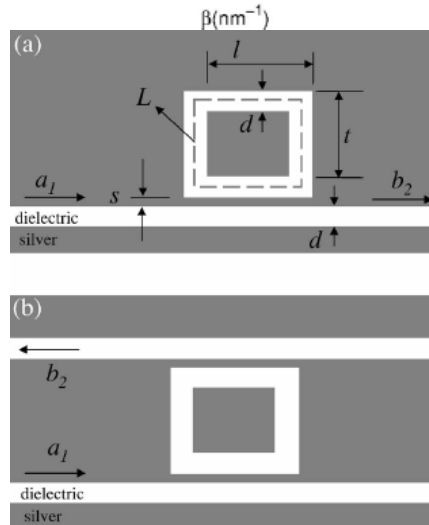 β(nm⁻¹)
(a)
l
L
d
t
a₁
s
b₂
dielectric
silver
d
(b)
b₂
a₁
dielectric
silver